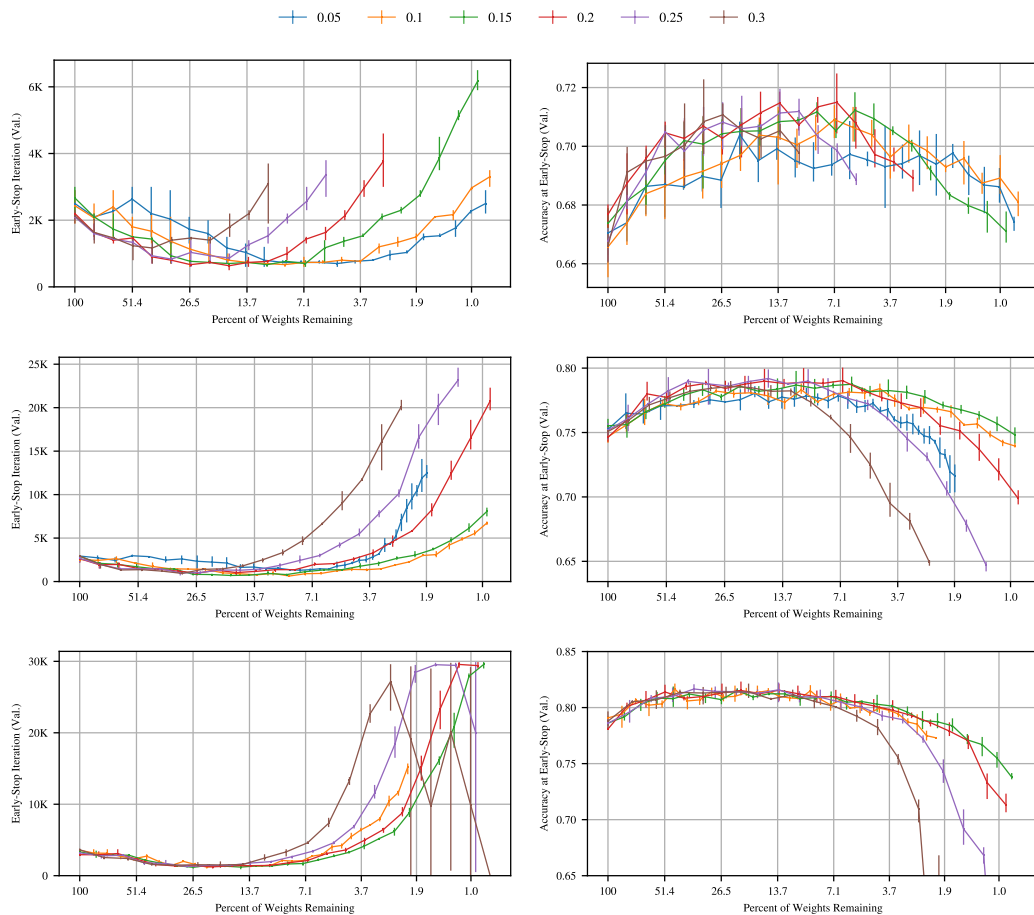 0.05 0.1 0.15 0.2 0.25 0.3
6K
4K
2K
0
Early-Stop Iteration (Val.)
100 51.4 26.5 13.7 7.1 3.7 1.9 1.0
Percent of Weights Remaining
0.72
0.70
0.68
0.66
Accuracy at Early-Stop (Val.)
100 51.4 26.5 13.7 7.1 3.7 1.9 1.0
Percent of Weights Remaining
25K
20K
15K
10K
5K
0
Early-Stop Iteration (Val.)
100 51.4 26.5 13.7 7.1 3.7 1.9 1.0
Percent of Weights Remaining
0.80
0.75
0.70
0.65
Accuracy at Early-Stop (Val.)
100 51.4 26.5 13.7 7.1 3.7 1.9 1.0
Percent of Weights Remaining
30K
20K
10K
0
Early-Stop Iteration (Val.)
100 51.4 26.5 13.7 7.1 3.7 1.9 1.0
Percent of Weights Remaining
0.85
0.80
0.75
0.70
0.65
Accuracy at Early-Stop (Val.)
100 51.4 26.5 13.7 7.1 3.7 1.9 1.0
Percent of Weights Remaining